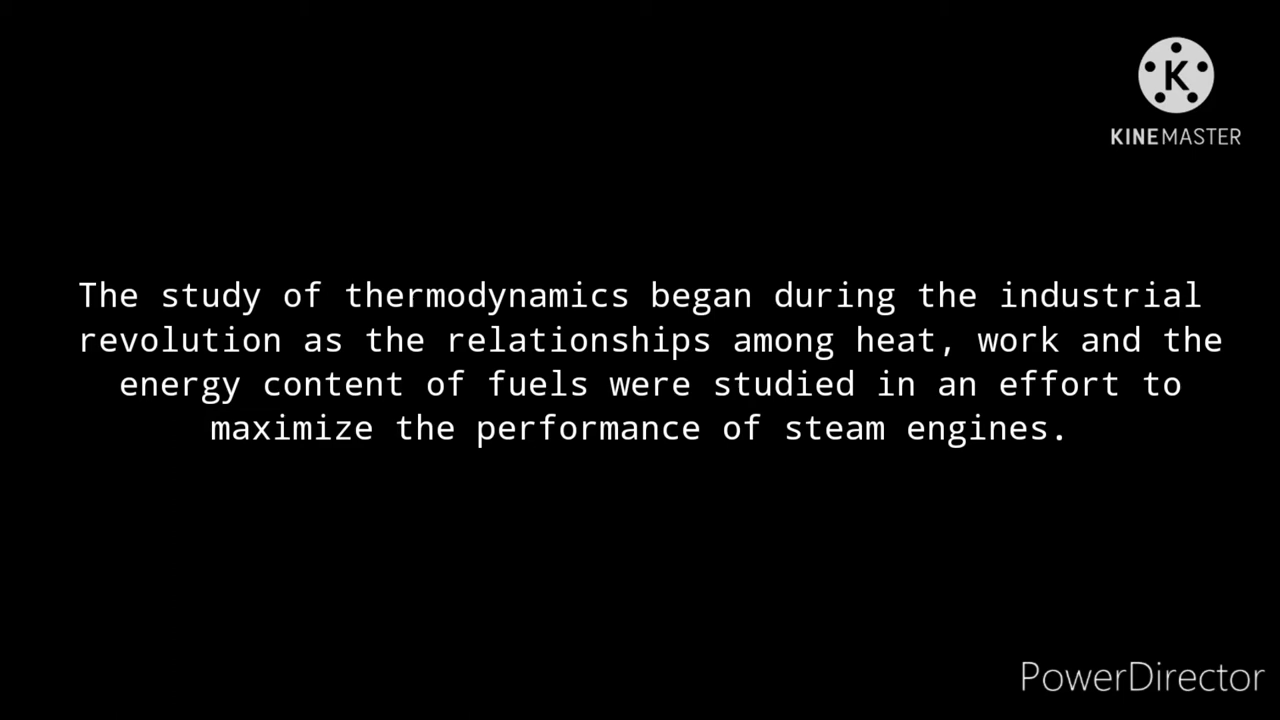 K
KINEMASTER
The study of thermodynamics began during the industrial
revolution as the relationships among heat, work and the
energy content of fuels were studied in an effort to
maximize the performance of steam engines.
PowerDirector